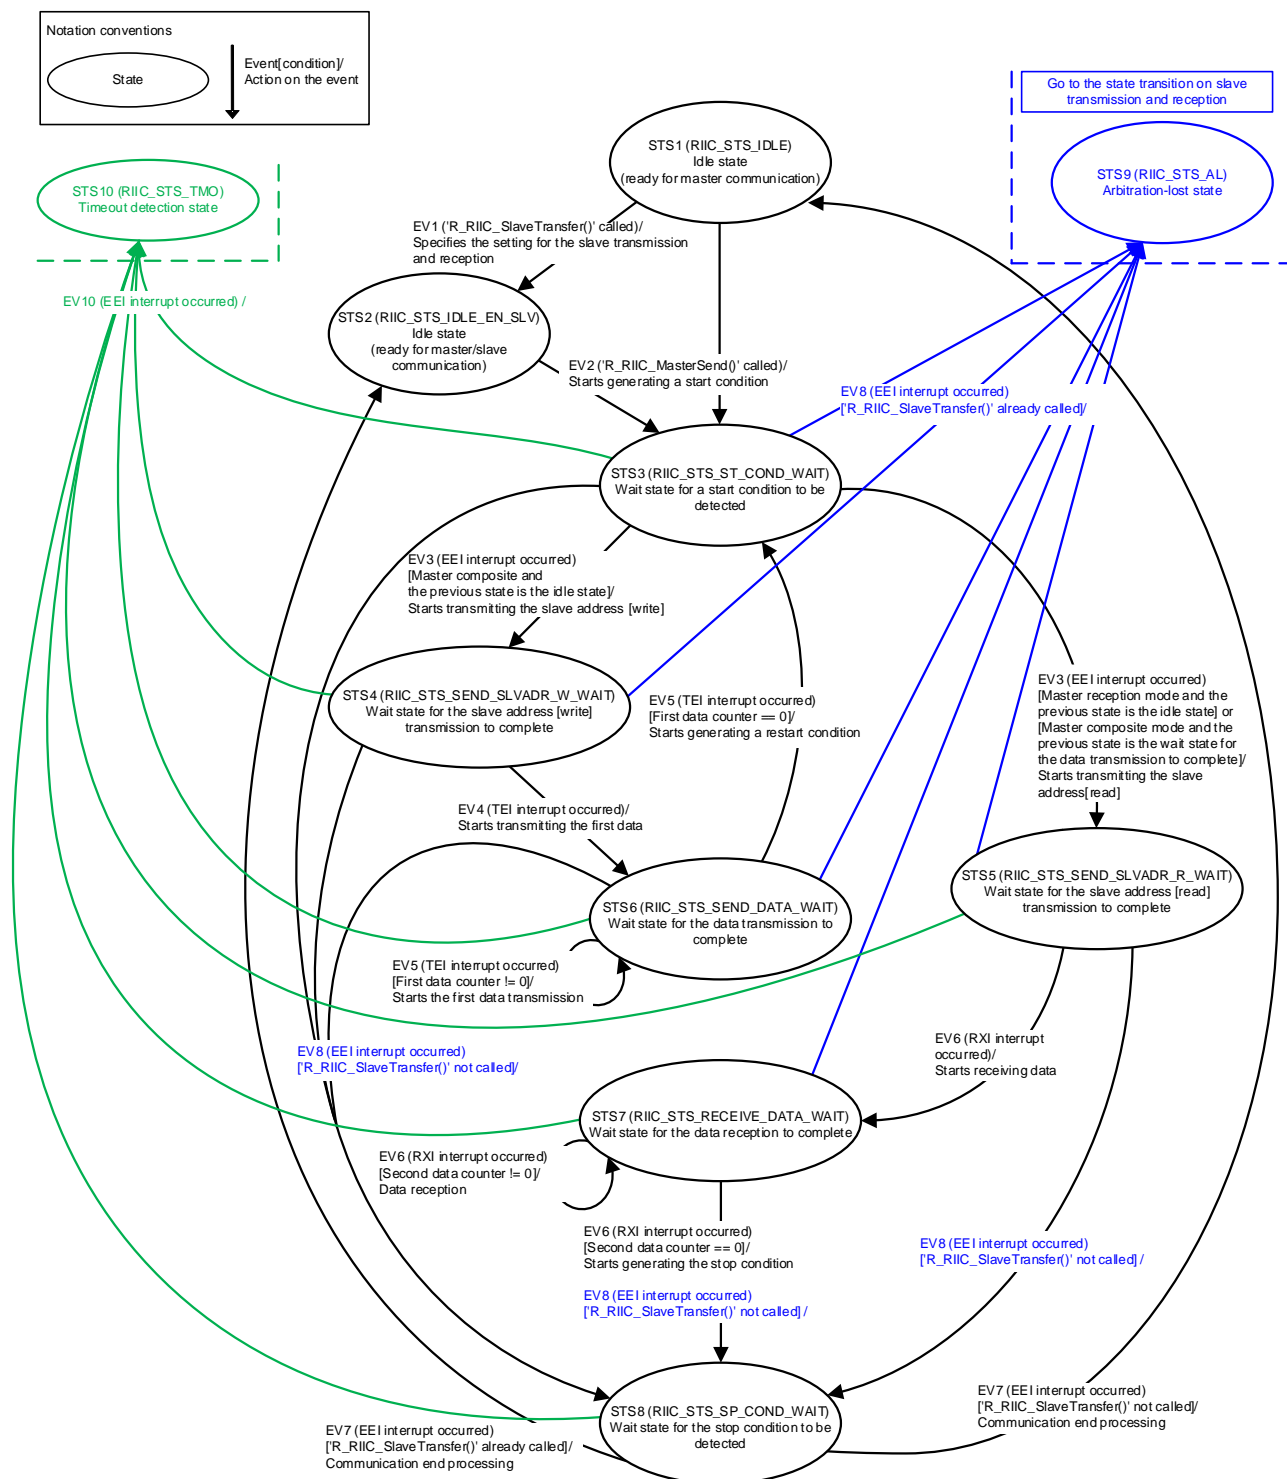 Notation conventions
State
Event[condition]/
Action on the event
Go to the state transition on slave
transmission and reception
STS1 (RIIC_STS_IDLE)
Idle state
(ready for master communication)
STS9 (RIIC_STS_AL)
Arbitration-lost state
STS10 (RIIC_STS_TMO)
Timeout detection state
EV1 ('R_RIIC_SlaveTransfer()' called)/
Specifies the setting for the slave transmission
and reception
EV10 (EEI interrupt occurred) /
STS2 (RIIC_STS_IDLE_EN_SLV)
Idle state
(ready for master/slave
communication)
EV2 ('R_RIIC_MasterSend()' called)/
Starts generating a start condition
EV8 (EEI interrupt occurred)
['R_RIIC_SlaveTransfer()' already called]/
STS3 (RIIC_STS_ST_COND_WAIT)
Wait state for a start condition to be
detected
EV3 (EEI interrupt occurred)
[Master composite and
the previous state is the idle state]/
Starts transmitting the slave address [write]
STS4 (RIIC_STS_SEND_SLVADR_W_WAIT)
Wait state for the slave address [write]
transmission to complete
EV5 (TEI interrupt occurred)
[First data counter == 0]/
Starts generating a restart condition
EV3 (EEI interrupt occurred)
[Master reception mode and the
previous state is the idle state] or
[Master composite mode and the
previous state is the wait state for
the data transmission to complete]/
Starts transmitting the slave
address[read]
EV4 (TEI interrupt occurred)/
Starts transmitting the first data
STS5 (RIIC_STS_SEND_SLVADR_R_WAIT)
Wait state for the slave address [read]
transmission to complete
STS6 (RIIC_STS_SEND_DATA_WAIT)
Wait state for the data transmission to
complete
EV5 (TEI interrupt occurred)
[First data counter != 0]/
Starts the first data transmission
EV8 (EEI interrupt occurred)
['R_RIIC_SlaveTransfer()' not called]/
EV6 (RXI interrupt
occurred)/
Starts receiving data
STS7 (RIIC_STS_RECEIVE_DATA_WAIT)
Wait state for the data reception to complete
EV6 (RXI interrupt occurred)
[Second data counter != 0]/
Data reception
EV6 (RXI interrupt occurred)
[Second data counter == 0]/
Starts generating the stop condition
EV8 (EEI interrupt occurred)
['R_RIIC_SlaveTransfer()' not called] /
EV8 (EEI interrupt occurred)
['R_RIIC_SlaveTransfer()' not called] /
STS8 (RIIC_STS_SP_COND_WAIT)
Wait state for the stop condition to be
detected
EV7 (EEI interrupt occurred)
['R_RIIC_SlaveTransfer()' already called]/
Communication end processing
EV7 (EEI interrupt occurred)
['R_RIIC_SlaveTransfer()' not called]/
Communication end processing